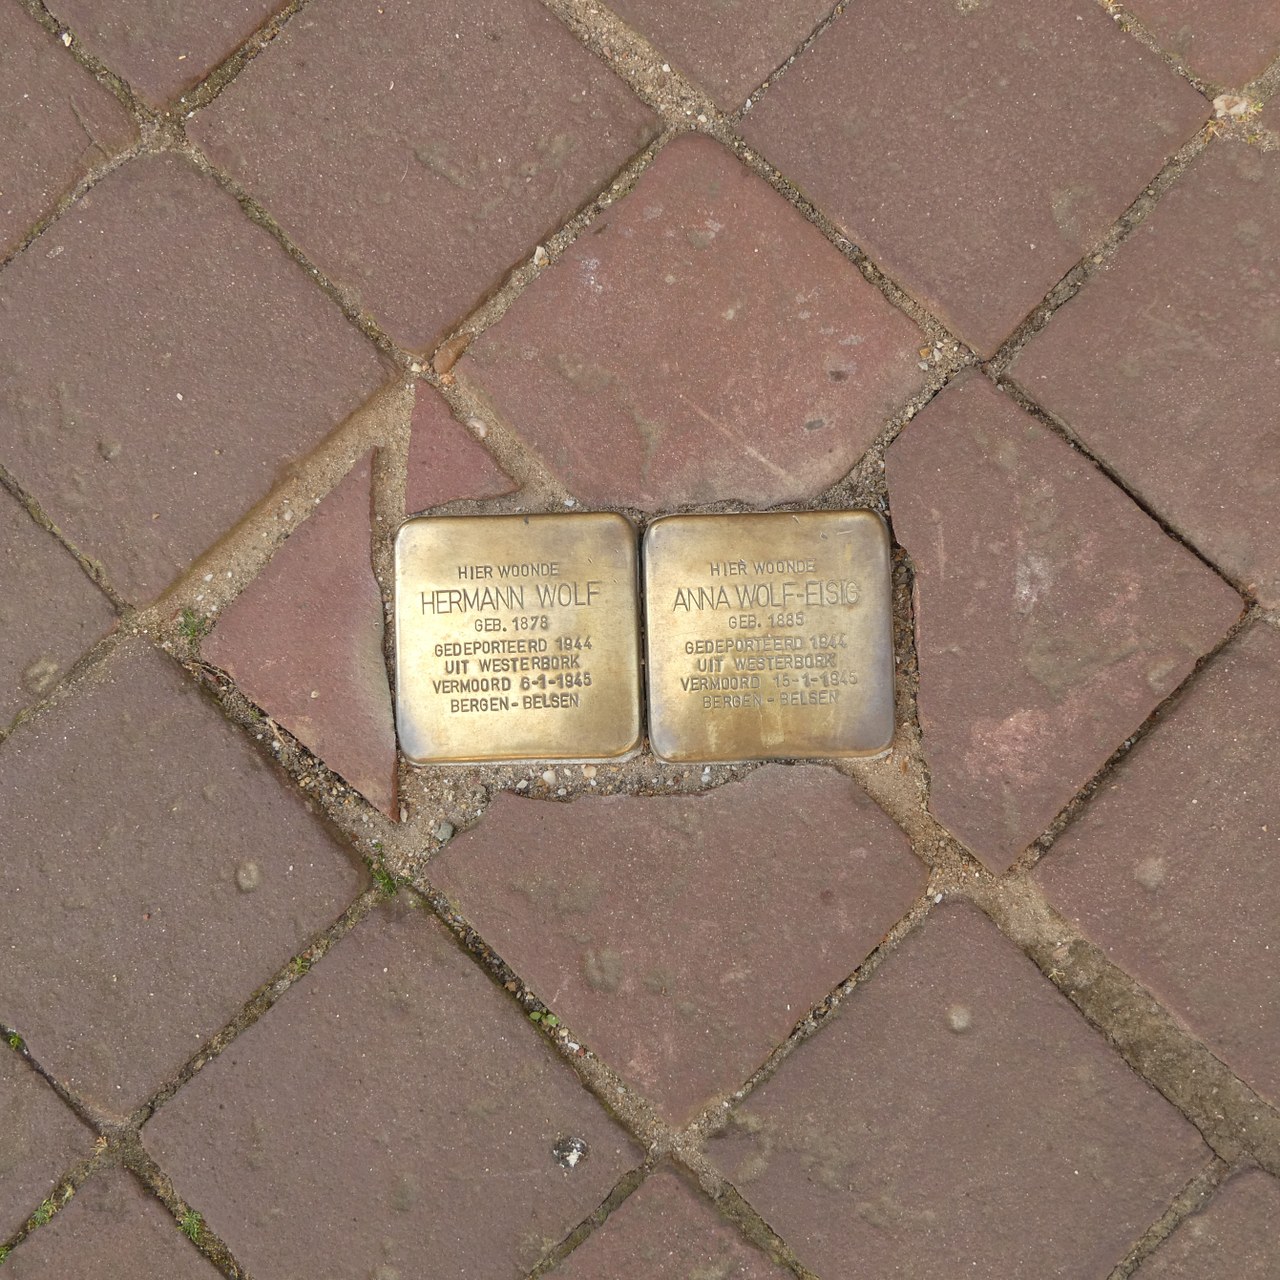 HIER WOONDE
HERMANN WOLF
GEB. 1878
GEDEPORTEERD 1944
UIT WESTERBORK
VERMOORD 6-1-1945
BERGEN-BELSEN
HIER WOONDE
ANNA WOLF-EISIG
GEB. 1885
GEDEPORTEERD 1944
UIT WESTERBORK
VERMOORD 15-1-1945
BERGEN-BELSEN